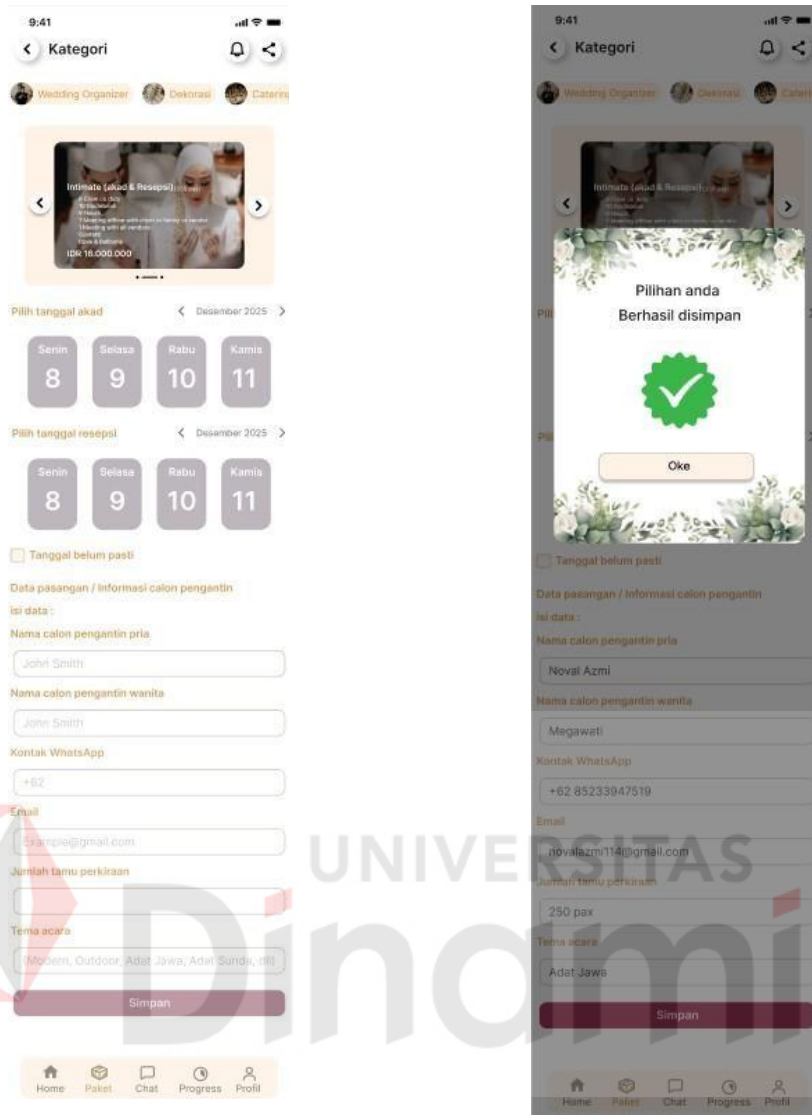 9:41
Kategori
Wedding Organizer Dekorasi Catering
Intimate (akad & Resepsi)
IDR 16.000.000
Pilih tanggal akad Desember 2025
Senin Selasa Rabu Kamis
8 9 10 11
Pilih tanggal resepsi Desember 2025
Senin Selasa Rabu Kamis
8 9 10 11
Tanggal belum pasti
Data pasangan / Informasi calon pengantin
isi data :
Nama calon pengantin pria
John Smith
Nama calon pengantin wanita
John Smith
Kontak WhatsApp
+62
Email
Example@gmail.com
Jumlah tamu perkiraan
Tema acara
(Modern, Outdoor, Adat Jawa, Adat Sunda, dll)
Simpan
Home Paket Chat Progress Profil
9:41
Kategori
Wedding Organizer Dekorasi Cateri
Intimate (akad & Resepsi)
Pilihan anda
Berhasil disimpan
Oke
Tanggal belum pasti
Data pasangan / Informasi calon pengantin
isi data :
Nama calon pengantin pria
Noval Azmi
Nama calon pengantin wanita
Megawati
Kontak WhatsApp
+62 85233947519
Email
novalazmi114@gmail.com
Jumlah tamu perkiraan
250 pax
Tema acara
Adat Jawa
Simpan
Home Paket Chat Progress Profil
UNIVERSITAS
Dinami